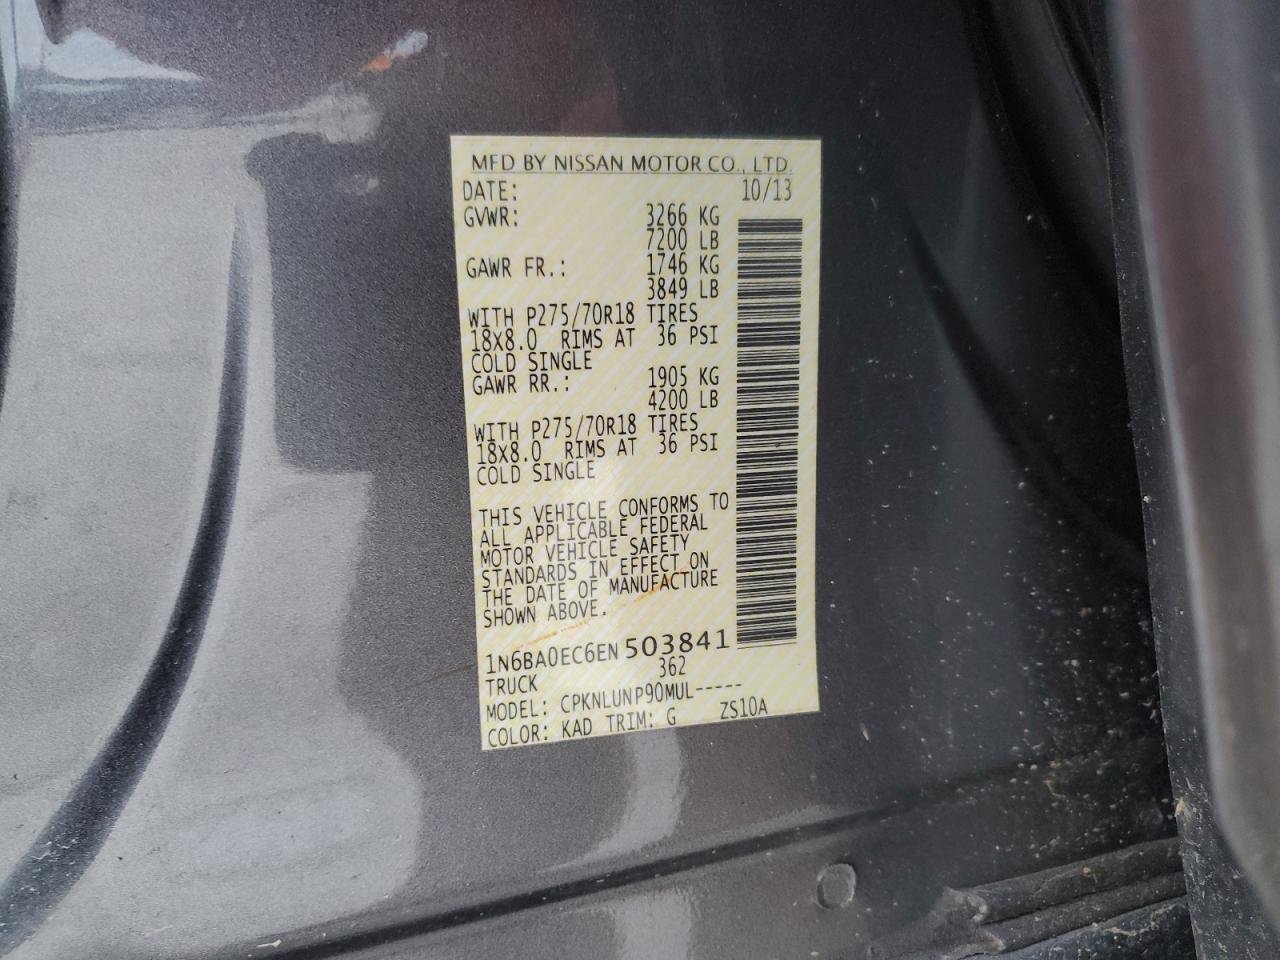 MFD BY NISSAN MOTOR CO., LTD.
DATE: 10/13
GVWR: 3266 KG
7200 LB
GAWR FR.: 1746 KG
3849 LB
WITH P275/70R18 TIRES
18X8.0 RIMS AT 36 PSI
COLD SINGLE
GAWR RR.: 1905 KG
4200 LB
WITH P275/70R18 TIRES
18X8.0 RIMS AT 36 PSI
COLD SINGLE
THIS VEHICLE CONFORMS TO
ALL APPLICABLE FEDERAL
MOTOR VEHICLE SAFETY
STANDARDS IN EFFECT ON
THE DATE OF MANUFACTURE
SHOWN ABOVE.
1N6BA0EC6EN503841
TRUCK 362
MODEL: CPKNLUNP90MUL-----
COLOR: KAD TRIM: G ZS10A